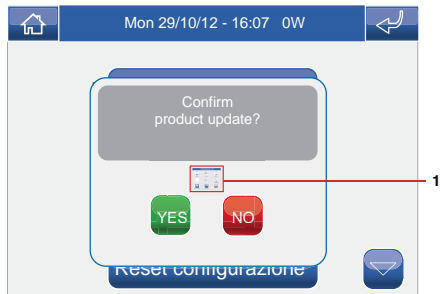 Mon 29/10/12 - 16:07 0W
Confirm
product update?
1
YES NO
Reset configurazione